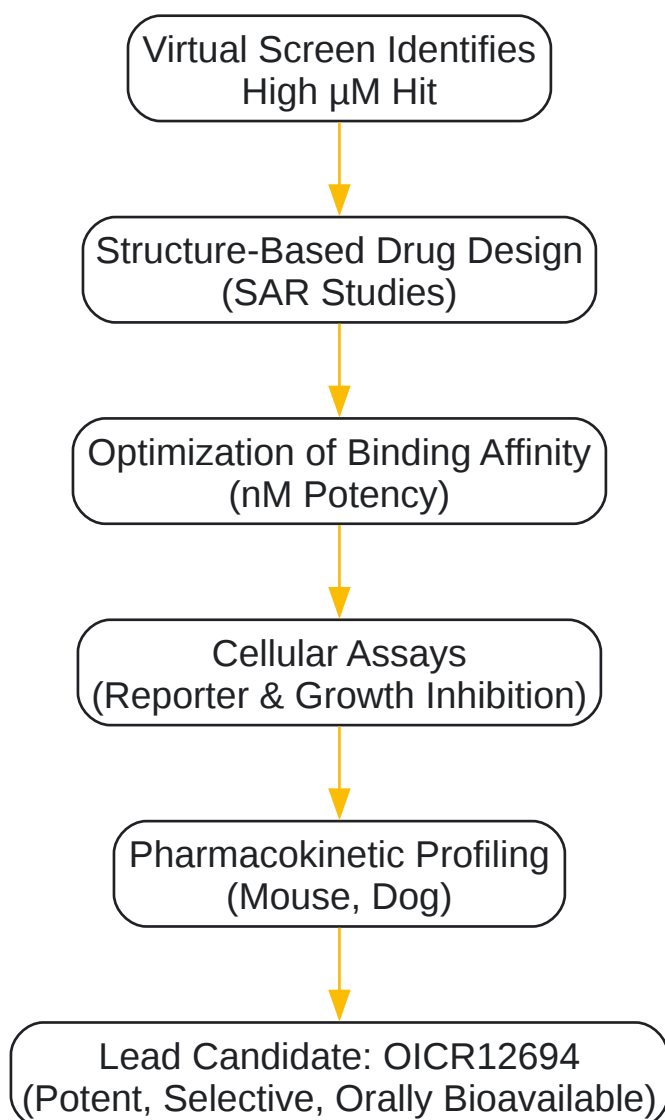 Virtual Screen Identifies
High µM Hit
Structure-Based Drug Design
(SAR Studies)
Optimization of Binding Affinity
(nM Potency)
Cellular Assays
(Reporter & Growth Inhibition)
Pharmacokinetic Profiling
(Mouse, Dog)
Lead Candidate: OICR12694
(Potent, Selective, Orally Bioavailable)